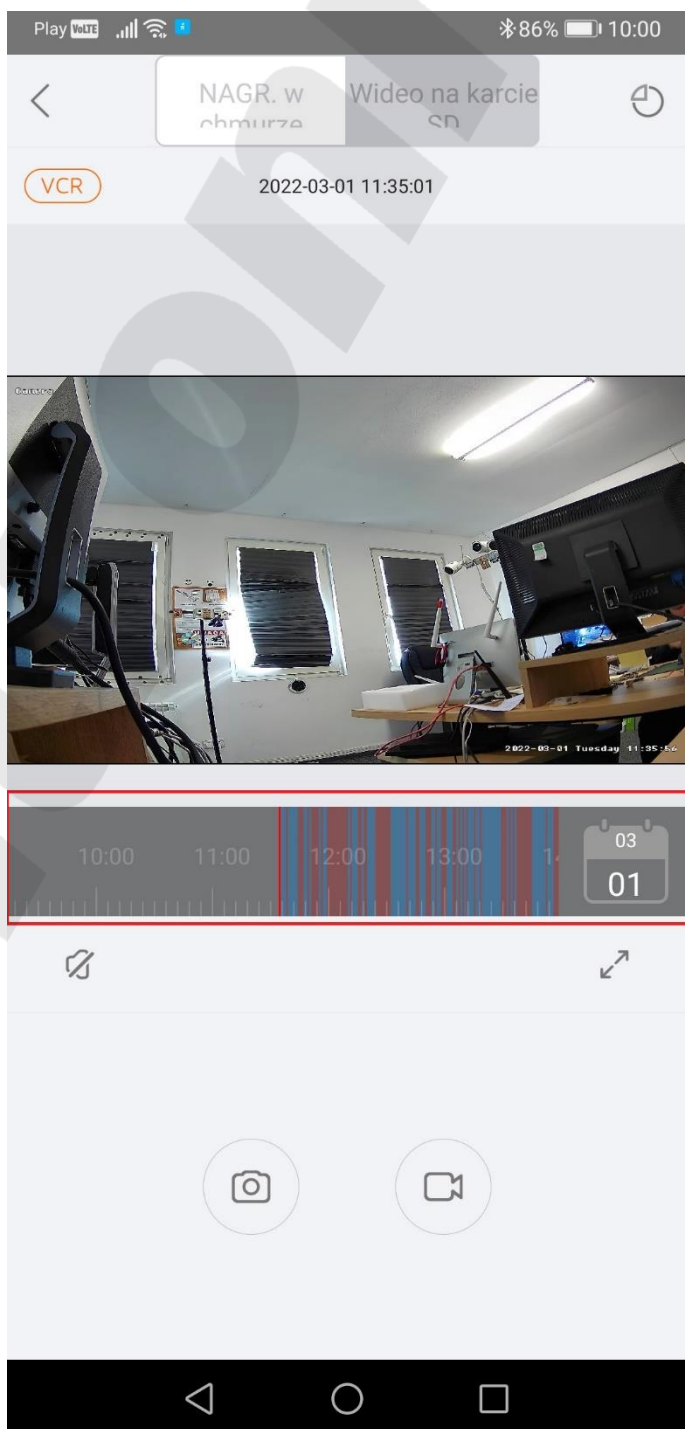 Play VoLTE 86% 10:00
NAGR. w Wideo na karcie
chmurze SD
VCR 2022-03-01 11:35:01
Camera
2022-03-01 Tuesday 11:35:56
10:00 11:00 12:00 13:00 03
01